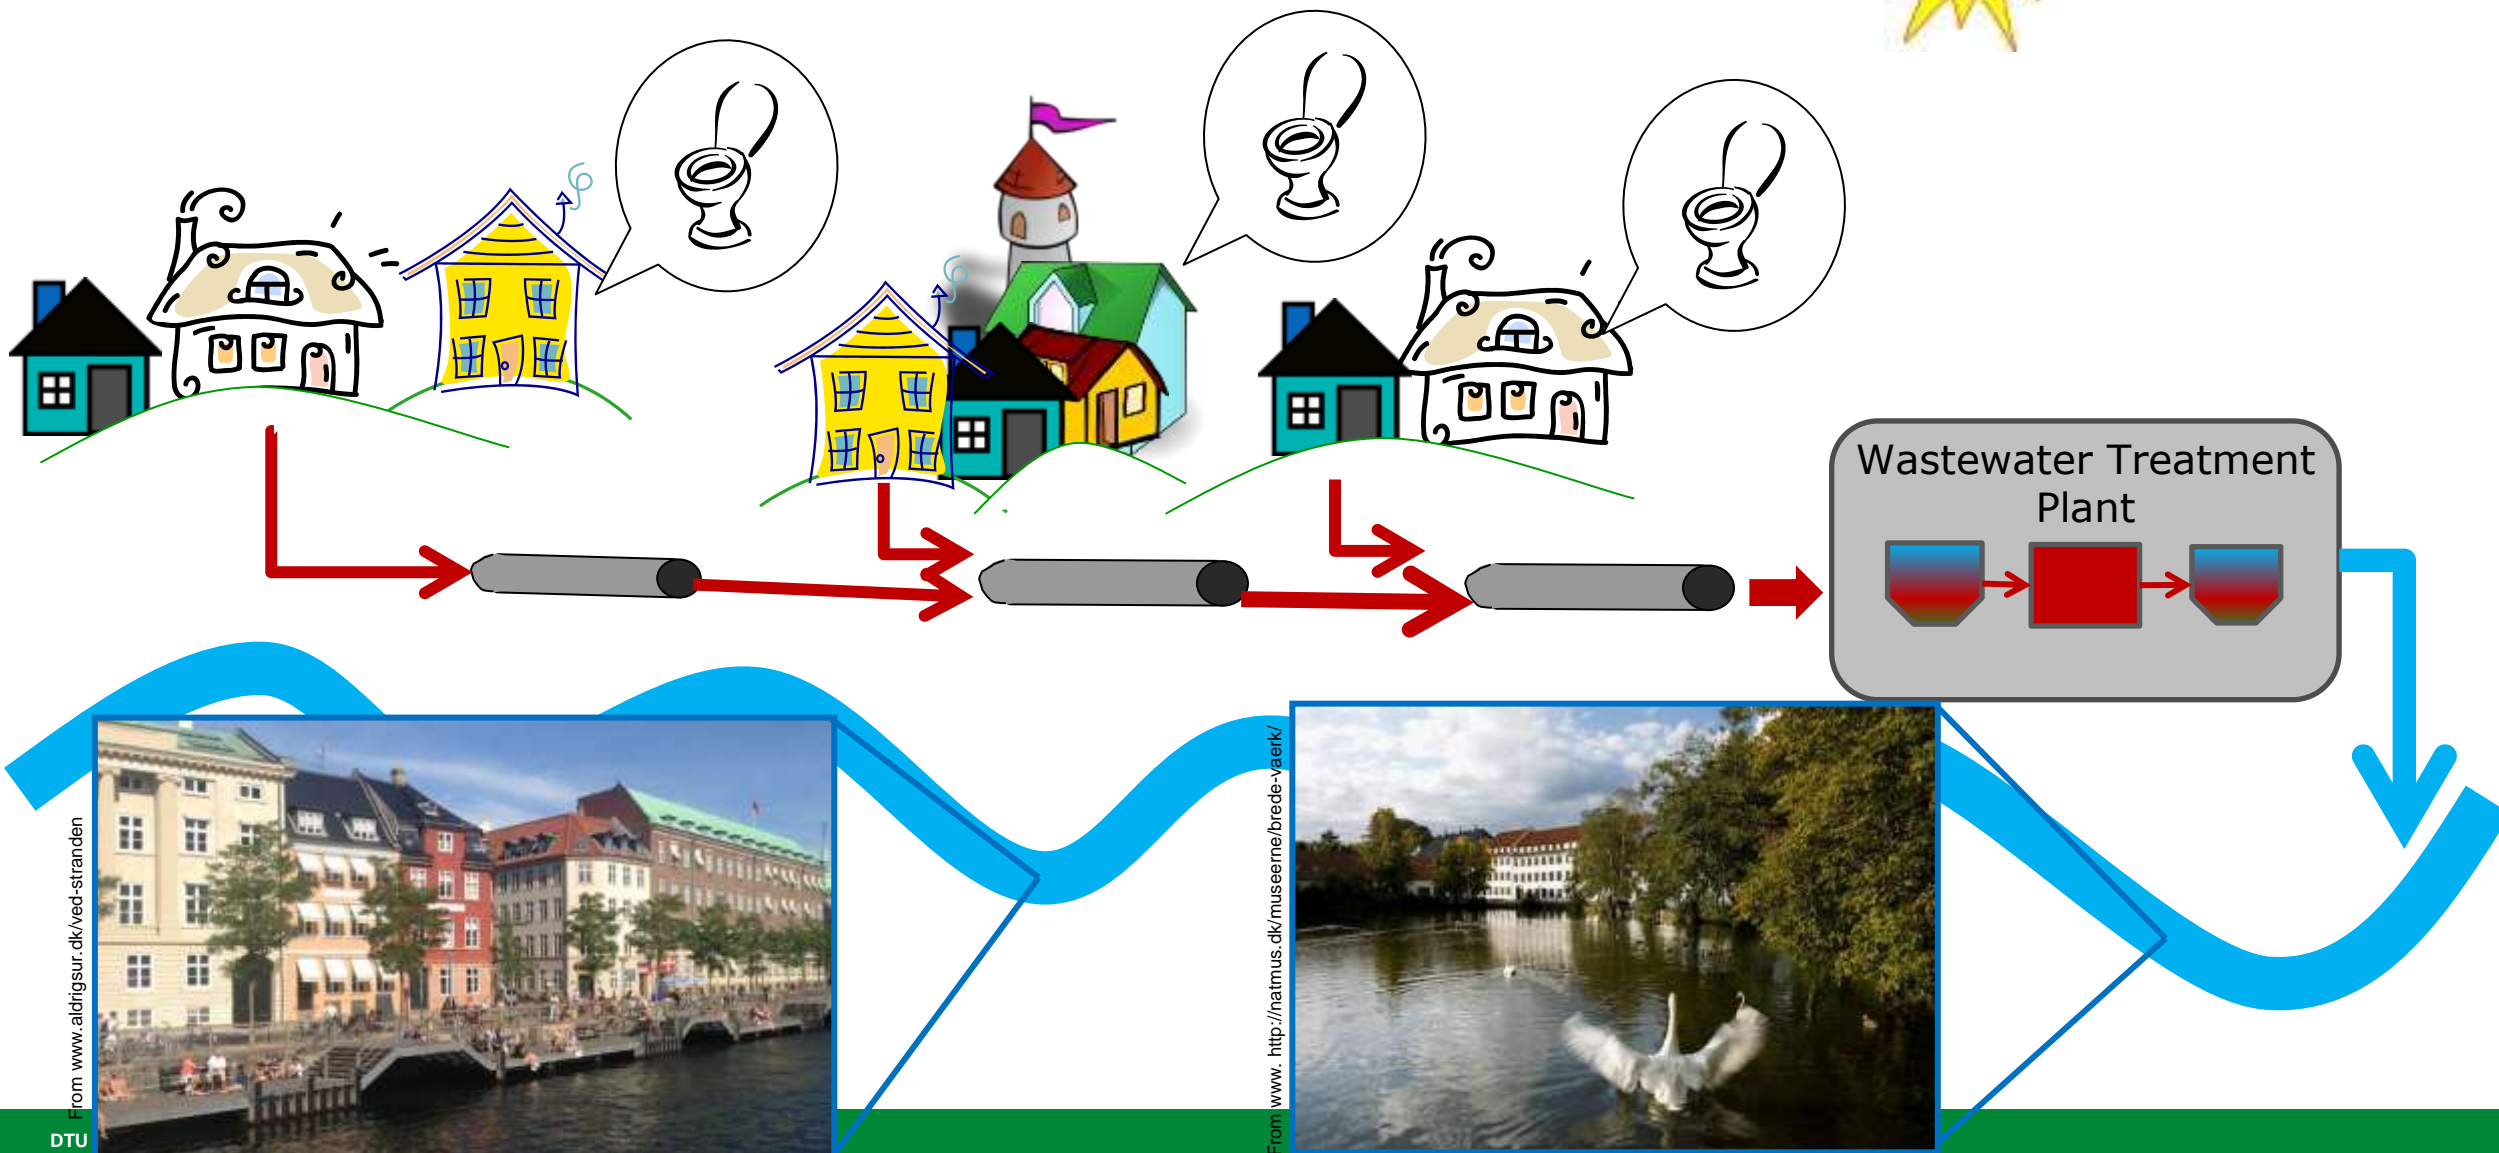 Wastewater Treatment
Plant
From www.aldrigsur.dk/ved-stranden
From www. http://natmus.dk/museerne/brede-vaerk/
DTU